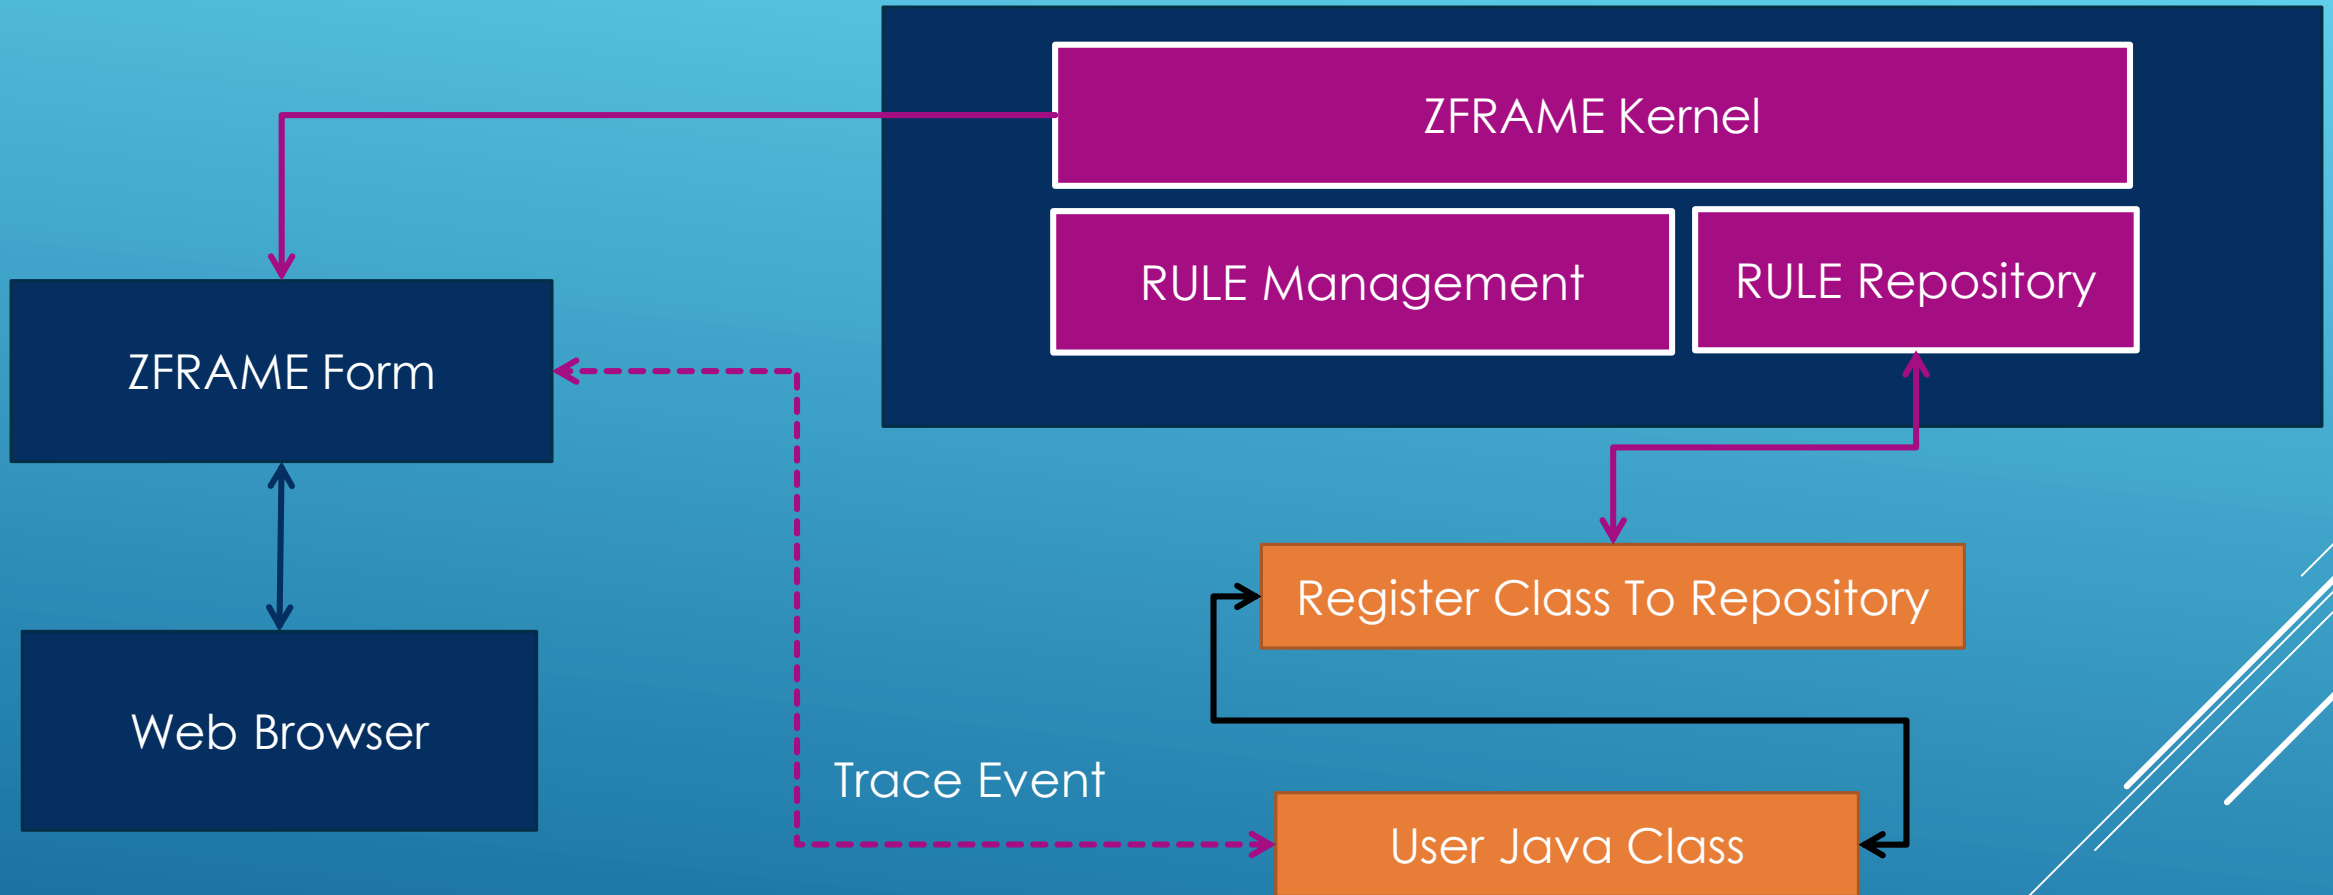 ZFRAME Kernel
RULE Management
RULE Repository
ZFRAME Form
Register Class To Repository
Web Browser
Trace Event
User Java Class